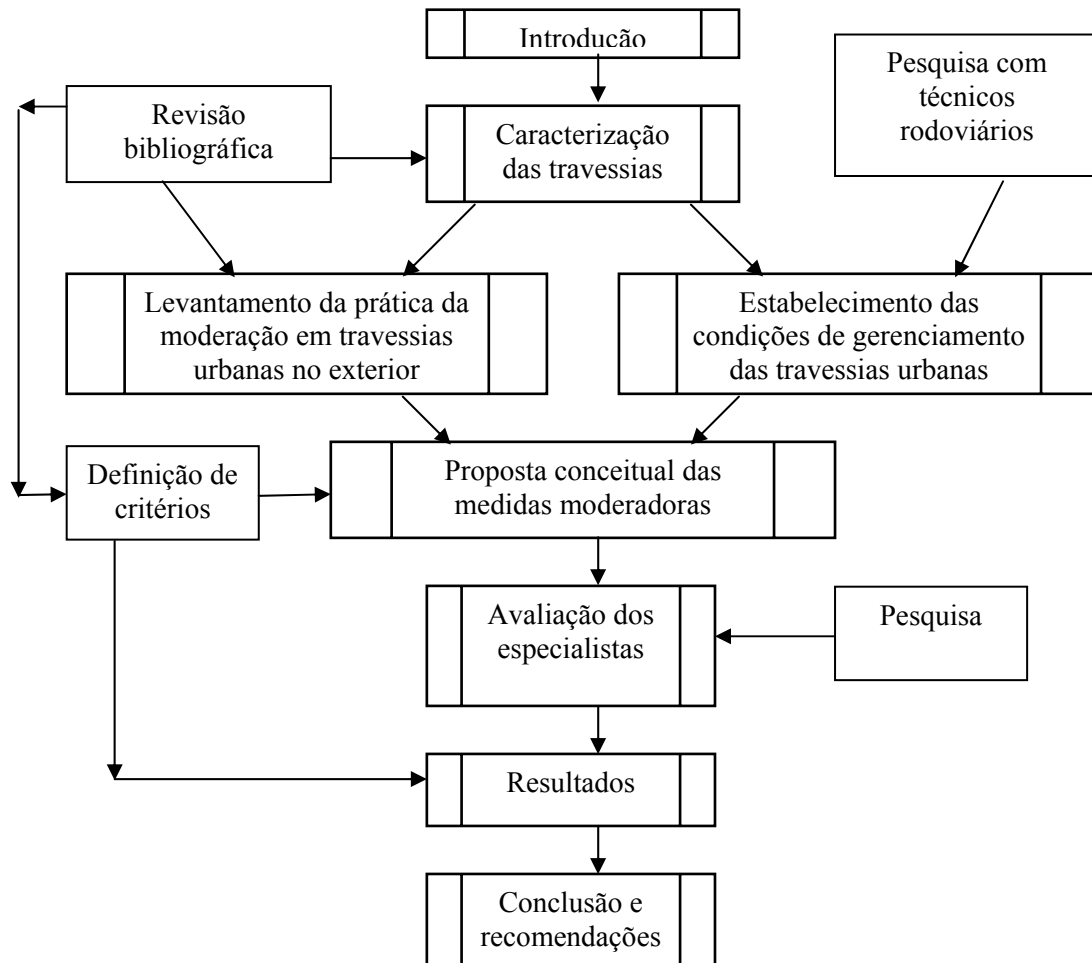 Introdução
Pesquisa com
técnicos
rodoviários
Revisão
bibliográfica
Caracterização
das travessias
Levantamento da prática da
moderação em travessias
urbanas no exterior
Estabelecimento das
condições de gerenciamento
das travessias urbanas
Definição de
critérios
Proposta conceitual das
medidas moderadoras
Avaliação dos
especialistas
Pesquisa
Resultados
Conclusão e
recomendações